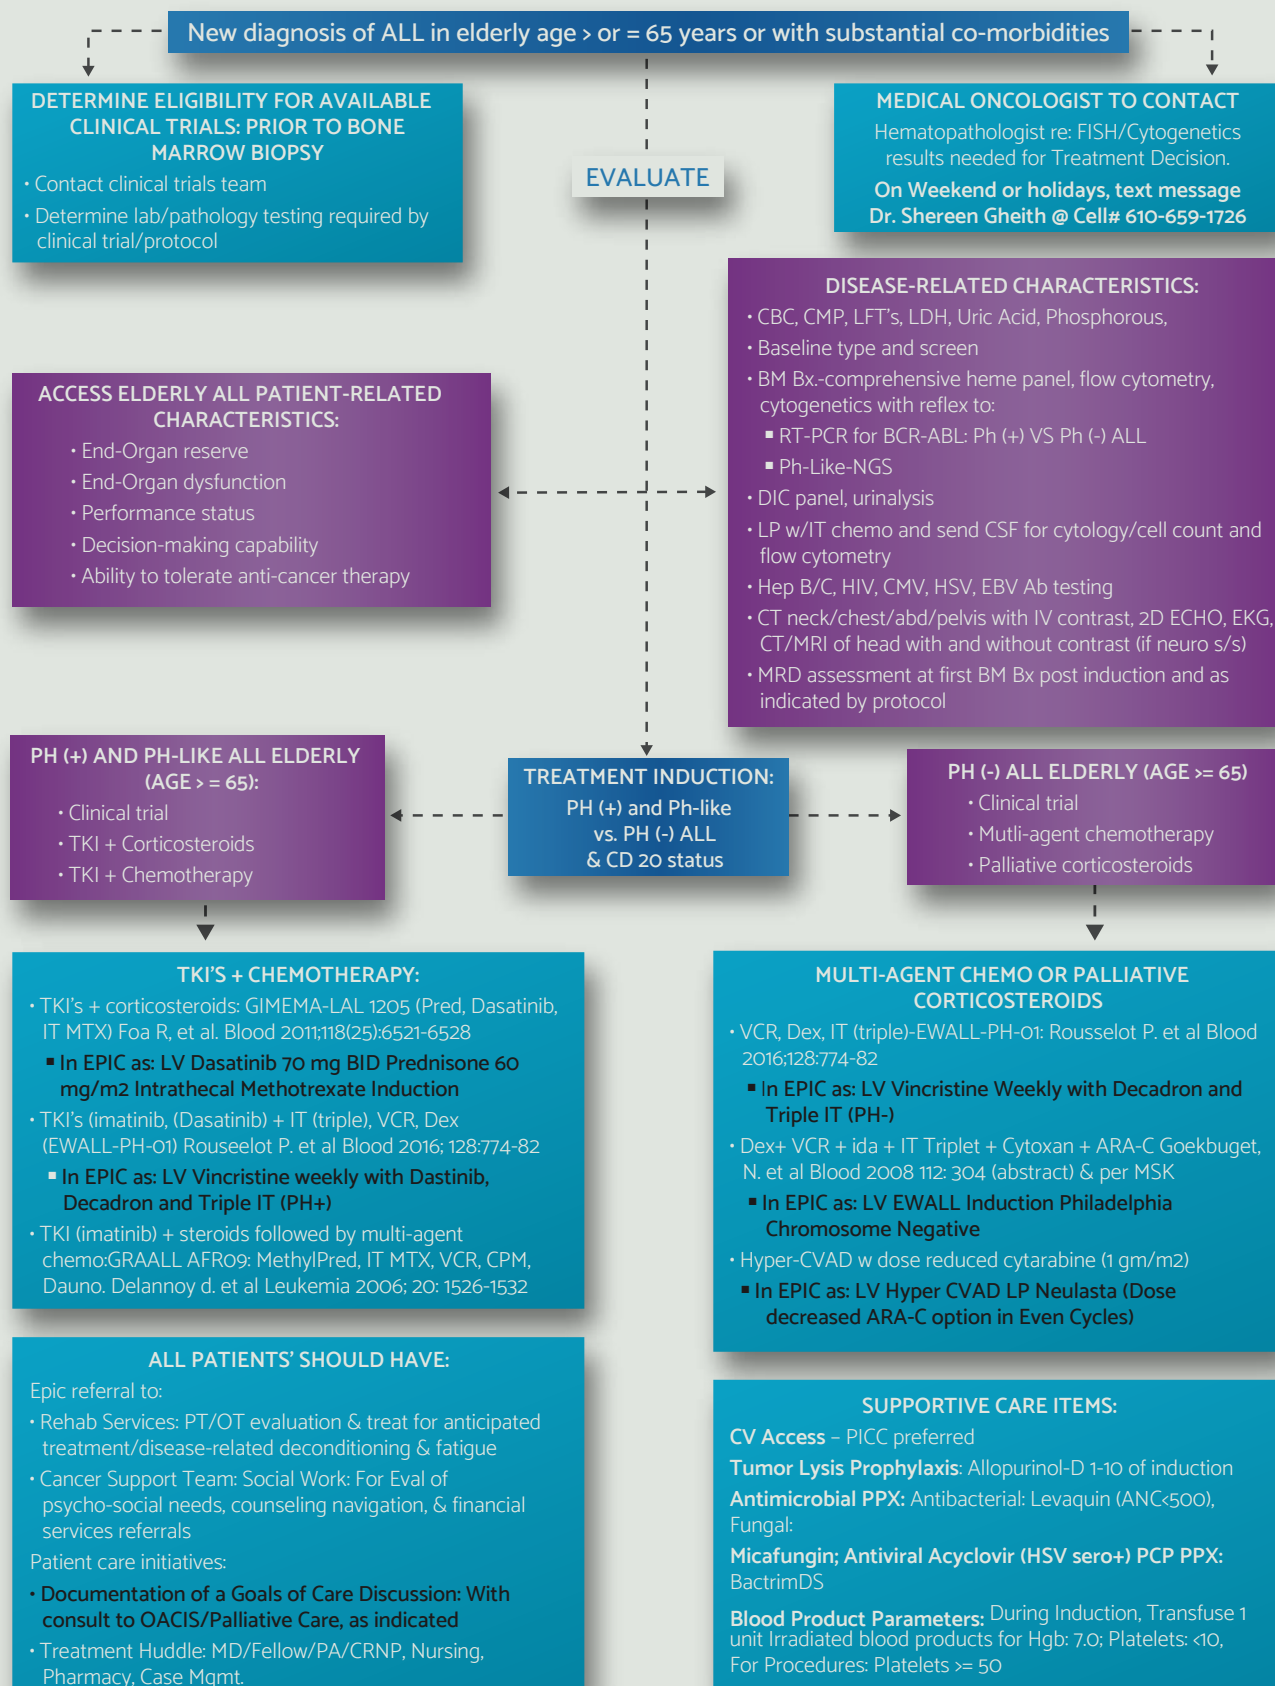 New diagnosis of ALL in elderly age > or = 65 years or with substantial co-morbidities
DETERMINE ELIGIBILITY FOR AVAILABLE
CLINICAL TRIALS: PRIOR TO BONE
MARROW BIOPSY
• Contact clinical trials team
• Determine lab/pathology testing required by
clinical trial/protocol
EVALUATE
MEDICAL ONCOLOGIST TO CONTACT
Hematopathologist re: FISH/Cytogenetics
results needed for Treatment Decision.
On Weekend or holidays, text message
Dr. Shereen Gheith @ Cell# 610-659-1726
ACCESS ELDERLY ALL PATIENT-RELATED
CHARACTERISTICS:
• End-Organ reserve
• End-Organ dysfunction
• Performance status
• Decision-making capability
• Ability to tolerate anti-cancer therapy
DISEASE-RELATED CHARACTERISTICS:
• CBC, CMP, LFT's, LDH, Uric Acid, Phosphorous,
• Baseline type and screen
• BM Bx.-comprehensive heme panel, flow cytometry,
cytogenetics with reflex to:
▪ RT-PCR for BCR-ABL: Ph (+) VS Ph (-) ALL
▪ Ph-Like-NGS
• DIC panel, urinalysis
• LP w/IT chemo and send CSF for cytology/cell count and
flow cytometry
• Hep B/C, HIV, CMV, HSV, EBV Ab testing
• CT neck/chest/abd/pelvis with IV contrast, 2D ECHO, EKG,
CT/MRI of head with and without contrast (if neuro s/s)
• MRD assessment at first BM Bx post induction and as
indicated by protocol
PH (+) AND PH-LIKE ALL ELDERLY
(AGE > = 65):
• Clinical trial
• TKI + Corticosteroids
• TKI + Chemotherapy
TREATMENT INDUCTION:
PH (+) and Ph-like
vs. PH (-) ALL
& CD 20 status
PH (-) ALL ELDERLY (AGE >= 65)
• Clinical trial
• Mutli-agent chemotherapy
• Palliative corticosteroids
TKI'S + CHEMOTHERAPY:
• TKI's + corticosteroids: GIMEMA-LAL 1205 (Pred, Dasatinib,
IT MTX) Foa R, et al. Blood 2011;118(25):6521-6528
▪ In EPIC as: LV Dasatinib 70 mg BID Prednisone 60
mg/m2 Intrathecal Methotrexate Induction
• TKI's (imatinib, (Dasatinib) + IT (triple), VCR, Dex
(EWALL-PH-01) Rouseelot P. et al Blood 2016; 128:774-82
▪ In EPIC as: LV Vincristine weekly with Dastinib,
Decadron and Triple IT (PH+)
• TKI (imatinib) + steroids followed by multi-agent
chemo:GRAALL AFR09: MethylPred, IT MTX, VCR, CPM,
Dauno. Delannoy d. et al Leukemia 2006; 20: 1526-1532
MULTI-AGENT CHEMO OR PALLIATIVE
CORTICOSTEROIDS
• VCR, Dex, IT (triple)-EWALL-PH-01: Rousselot P. et al Blood
2016;128:774-82
▪ In EPIC as: LV Vincristine Weekly with Decadron and
Triple IT (PH-)
• Dex+ VCR + ida + IT Triplet + Cytoxan + ARA-C Goekbuget,
N. et al Blood 2008 112: 304 (abstract) & per MSK
▪ In EPIC as: LV EWALL Induction Philadelphia
Chromosome Negative
• Hyper-CVAD w dose reduced cytarabine (1 gm/m2)
▪ In EPIC as: LV Hyper CVAD LP Neulasta (Dose
decreased ARA-C option in Even Cycles)
ALL PATIENTS' SHOULD HAVE:
Epic referral to:
• Rehab Services: PT/OT evaluation & treat for anticipated
treatment/disease-related deconditioning & fatigue
• Cancer Support Team: Social Work: For Eval of
psycho-social needs, counseling navigation, & financial
services referrals
Patient care initiatives:
• Documentation of a Goals of Care Discussion: With
consult to OACIS/Palliative Care, as indicated
• Treatment Huddle: MD/Fellow/PA/CRNP, Nursing,
Pharmacy, Case Mgmt.
SUPPORTIVE CARE ITEMS:
CV Access – PICC preferred
Tumor Lysis Prophylaxis: Allopurinol-D 1-10 of induction
Antimicrobial PPX: Antibacterial: Levaquin (ANC<500),
Fungal:
Micafungin; Antiviral Acyclovir (HSV sero+) PCP PPX:
BactrimDS
Blood Product Parameters: During Induction, Transfuse 1
unit Irradiated blood products for Hgb: 7.0; Platelets: <10,
For Procedures: Platelets >= 50